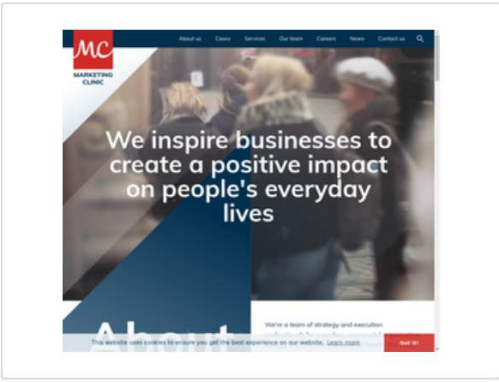 MC
MARKETING
CLINIC
About us Cases Services Our team Careers News Contact us
We inspire businesses to
create a positive impact
on people's everyday
lives
About
We're a team of strategy and execution
This website uses cookies to ensure you get the best experience on our website. Learn more Got it!